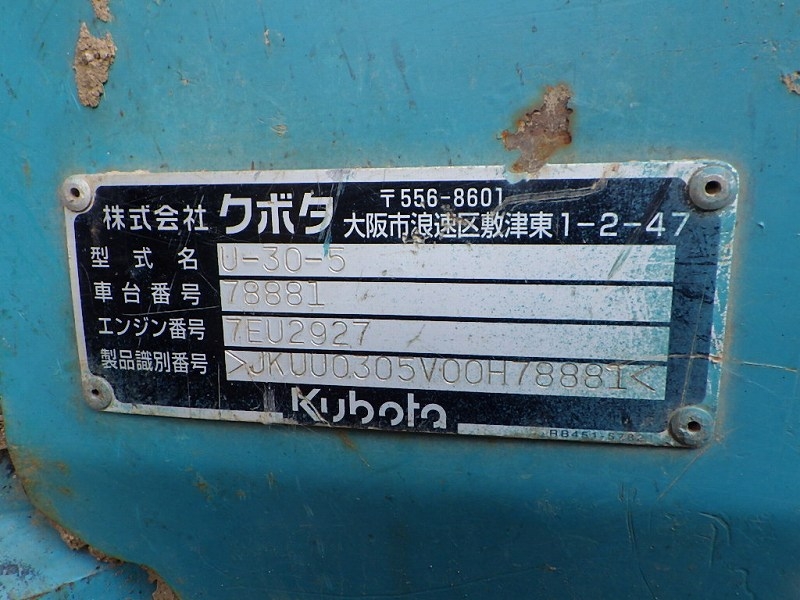 株式会社 クボタ 〒556-8601
大阪市浪速区敷津東1-2-47
型式名 U-30-5
車台番号 78881
エンジン番号 7EU2927
製品識別番号 >JKUU0305V00H78881<
Kubota
RB451-5782